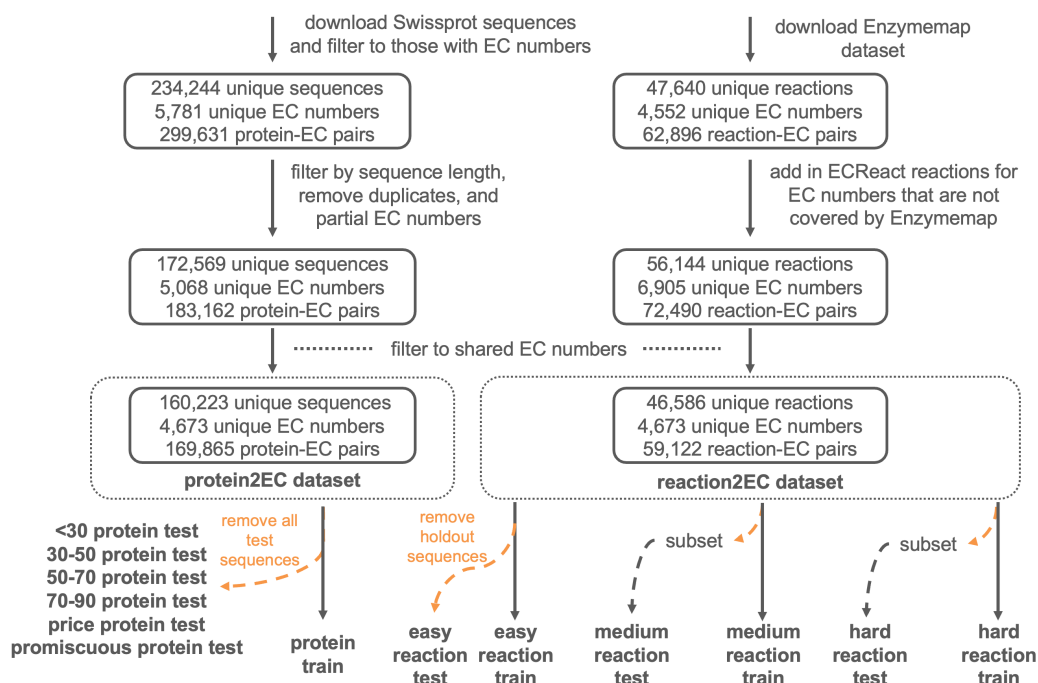 download Swissprot sequences
and filter to those with EC numbers
download Enzymemap
dataset
234,244 unique sequences
5,781 unique EC numbers
299,631 protein-EC pairs
47,640 unique reactions
4,552 unique EC numbers
62,896 reaction-EC pairs
filter by sequence length,
remove duplicates, and
partial EC numbers
add in ECReact reactions for
EC numbers that are not
covered by Enzymemap
172,569 unique sequences
5,068 unique EC numbers
183,162 protein-EC pairs
56,144 unique reactions
6,905 unique EC numbers
72,490 reaction-EC pairs
filter to shared EC numbers
160,223 unique sequences
4,673 unique EC numbers
169,865 protein-EC pairs
protein2EC dataset
46,586 unique reactions
4,673 unique EC numbers
59,122 reaction-EC pairs
reaction2EC dataset
<30 protein test
30-50 protein test
50-70 protein test
70-90 protein test
price protein test
promiscuous protein test
remove all
test
sequences
protein
train
remove
holdout
sequences
easy
reaction
test
easy
reaction
train
subset
medium
reaction
test
medium
reaction
train
subset
hard
reaction
test
hard
reaction
train